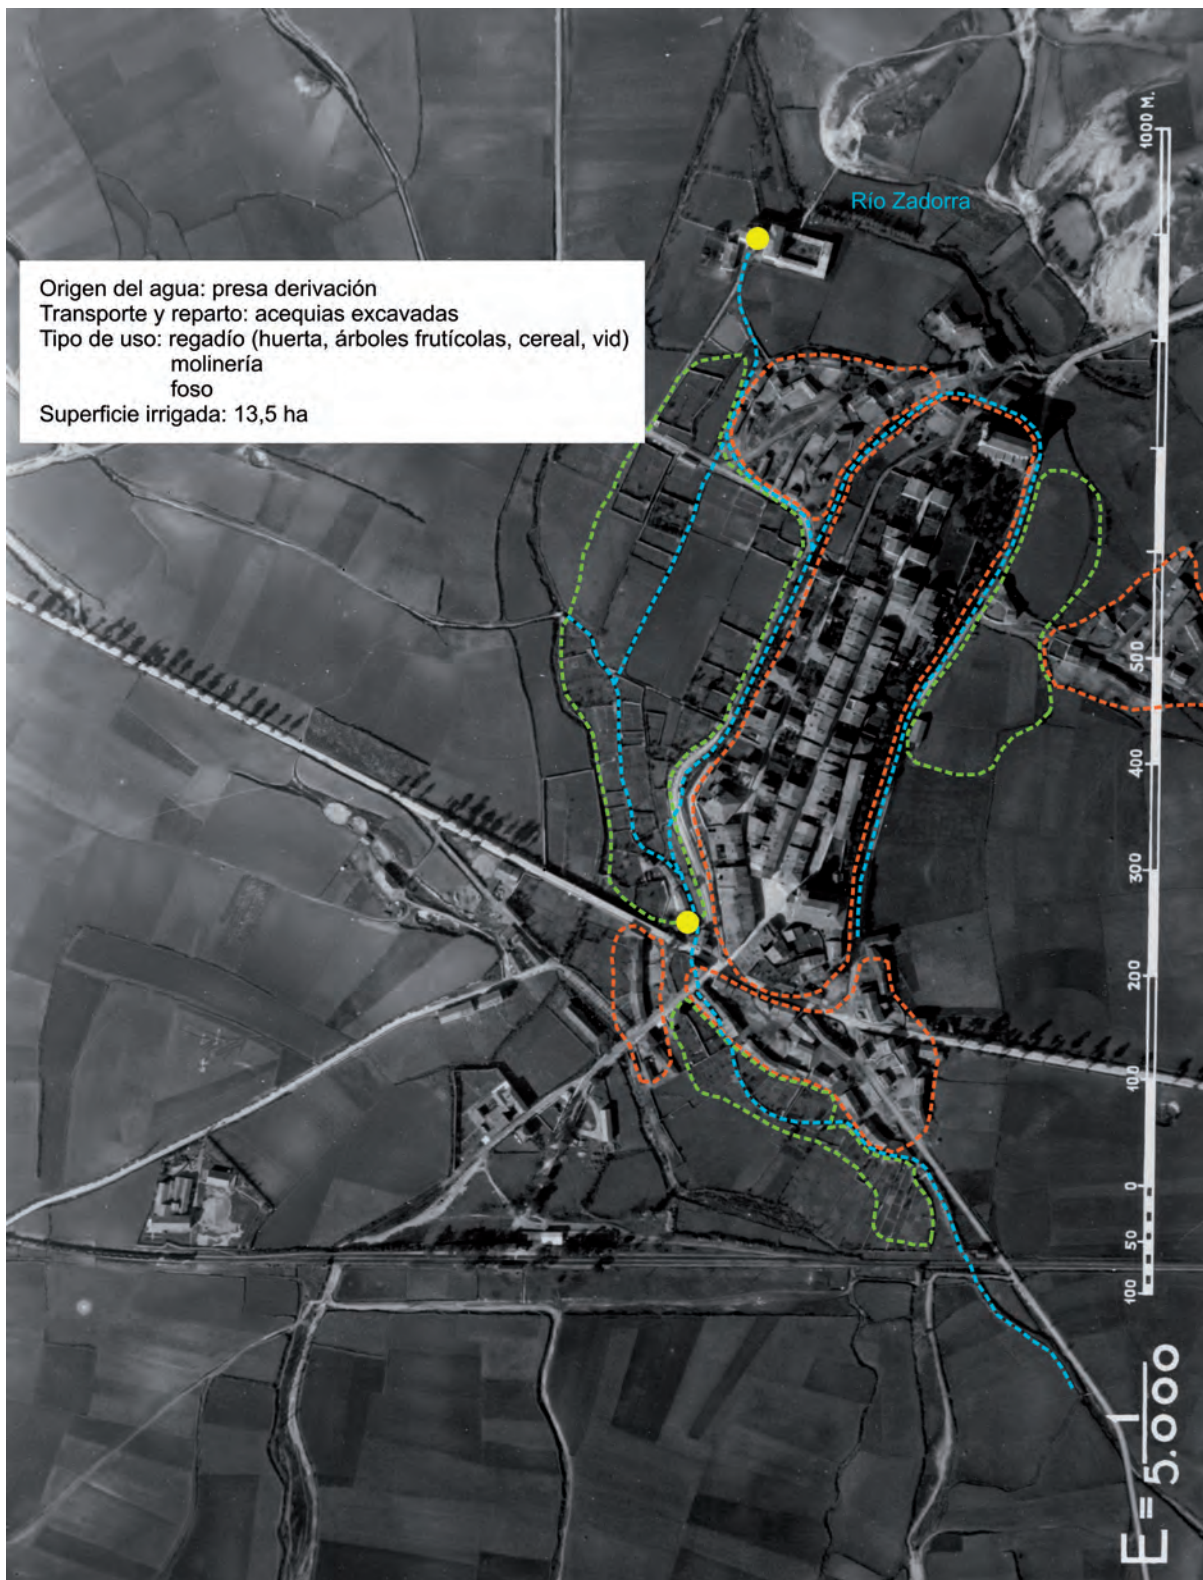 Río Zadorra
Origen del agua: presa derivación
Transporte y reparto: acequias excavadas
Tipo de uso: regadío (huerta, árboles frutícolas, cereal, vid)
molinería
foso
Superficie irrigada: 13,5 ha
100 50 0 100 200 300 400 500 1000 M.
E = 1
5.000